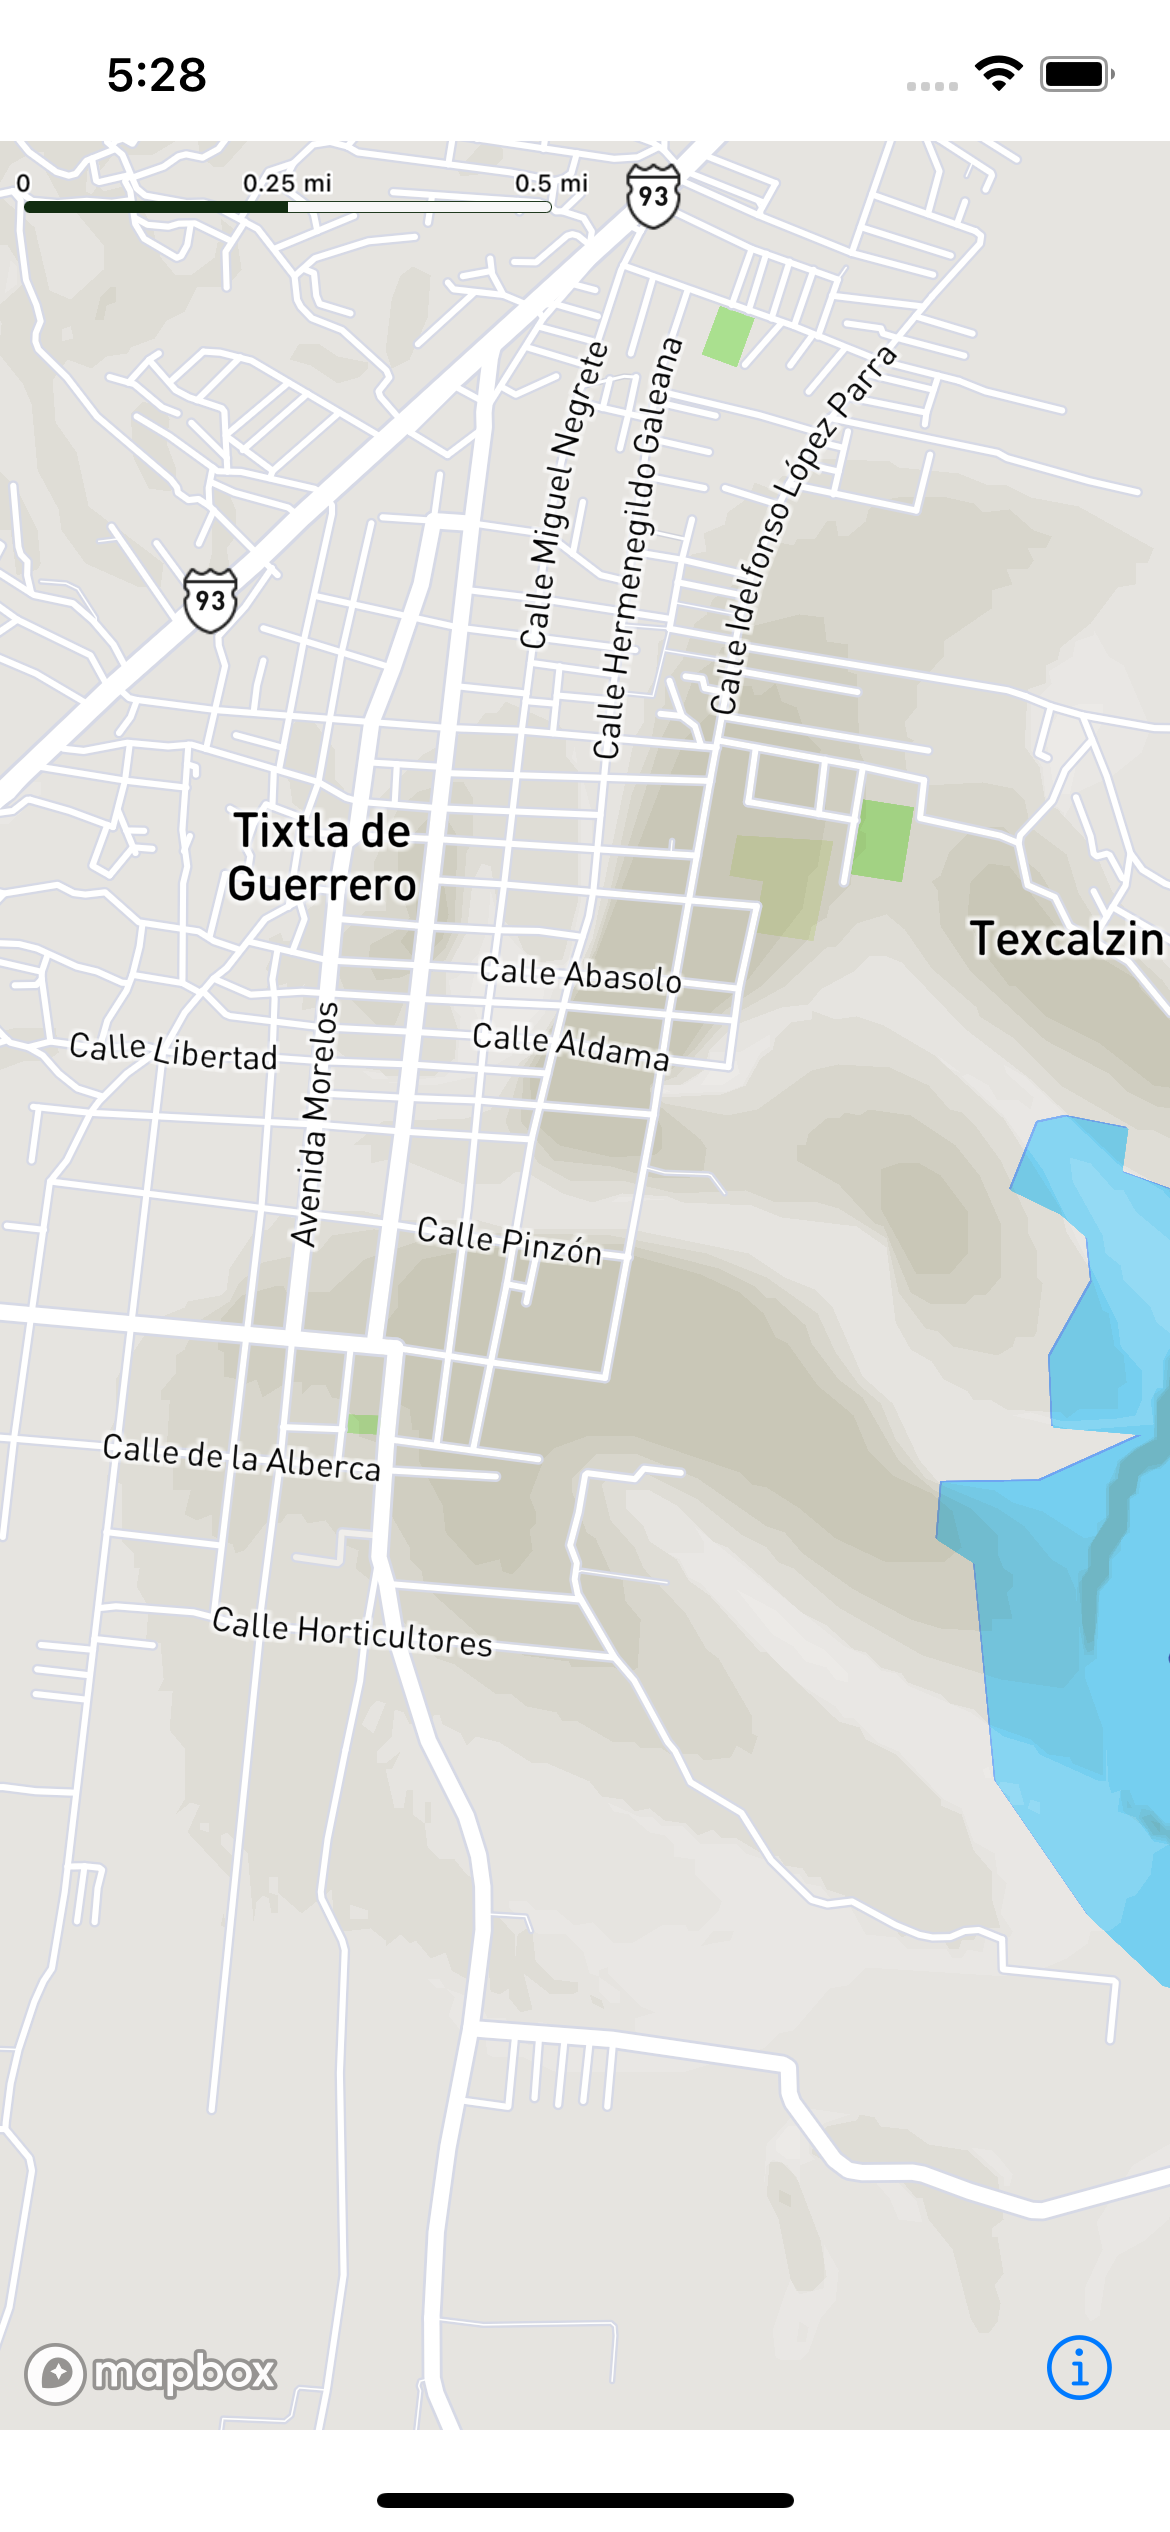 5:28
0 0.25 mi 0.5 mi
93
Calle Miguel Negrete
Calle Hermenegildo Galeana
Calle Idelfonso López Parra
93
Tixtla de
Guerrero
Texcalzin
Calle Abasolo
Calle Aldama
Calle Libertad
Avenida Morelos
Calle Pinzón
Calle de la Alberca
Calle Horticultores
mapbox
i